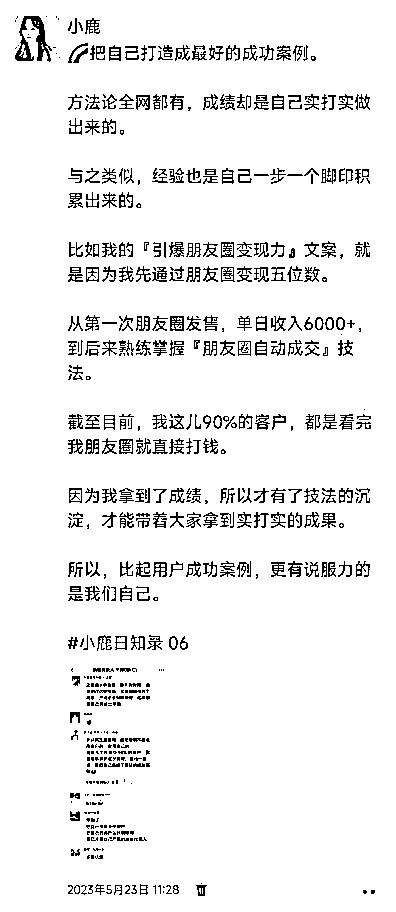 小鹿
把自己打造成最好的成功案例。
方法论全网都有，成绩却是自己实打实做
出来的。
与之类似，经验也是自己一步一个脚印积
累出来的。
比如我的『引爆朋友圈变现力』文案，就
是因为我先通过朋友圈变现五位数。
从第一次朋友圈发售，单日收入6000+，
到后来熟练掌握『朋友圈自动成交』技
法。
截至目前，我这儿90%的客户，都是看完
我朋友圈就直接打钱。
因为我拿到了成绩，所以才有了技法的沉
淀，才能带着大家拿到实打实的成果。
所以，比起用户成功案例，更有说服力的
是我们自己。
#小鹿日知录 06
2023年5月23日 11:28